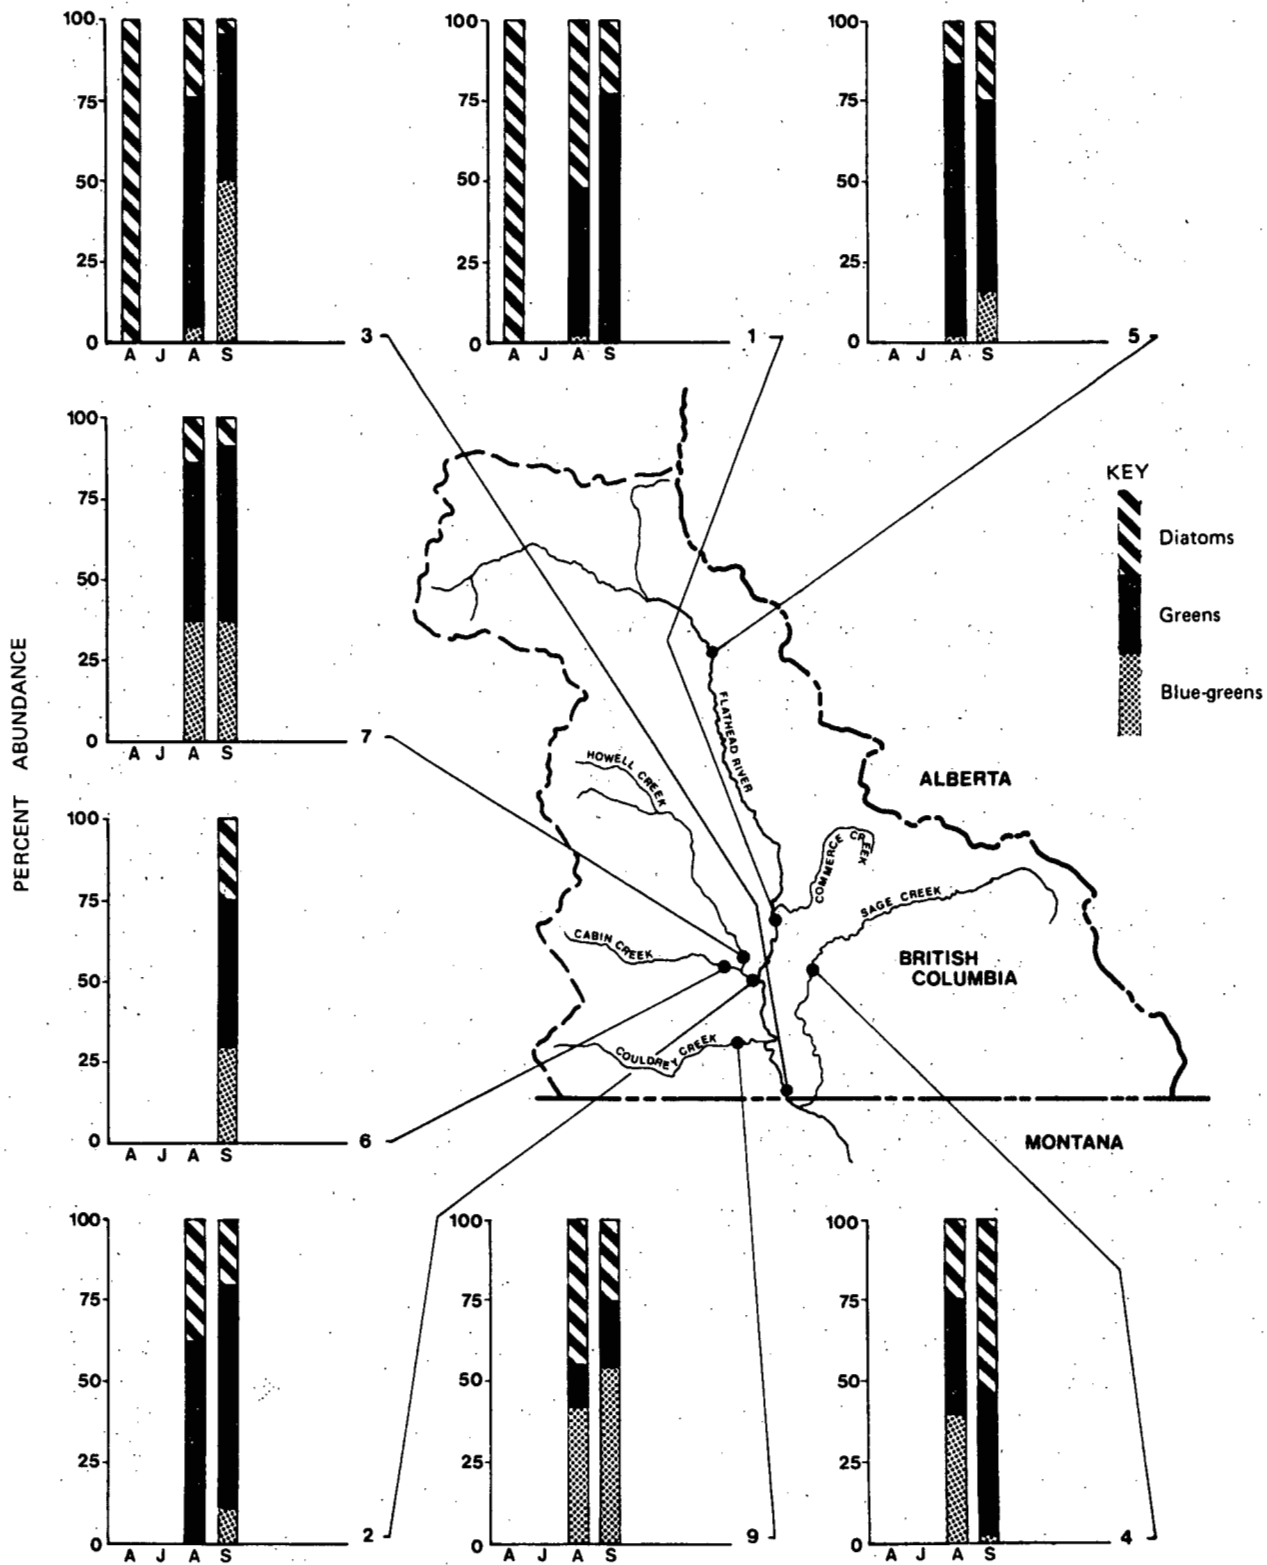 100 100 100
75 75 75
50 50 50
25 25 25
0 0 0
A J A S A J A S A J A S
3 1 5
100
75
50
25
0
A J A S
7
KEY
Diatoms
Greens
Blue-greens
PERCENT ABUNDANCE
FLATHEAD RIVER
HOWELL CREEK
ALBERTA
COMMERCE CREEK
SAGE CREEK
CABIN CREEK
BRITISH
COLUMBIA
COULDREY CREEK
MONTANA
100
75
50
25
0
A J A S
6
100 100 100
75 75 75
50 50 50
25 25 25
0 0 0
A J A S A J A S A J A S
2 9 4